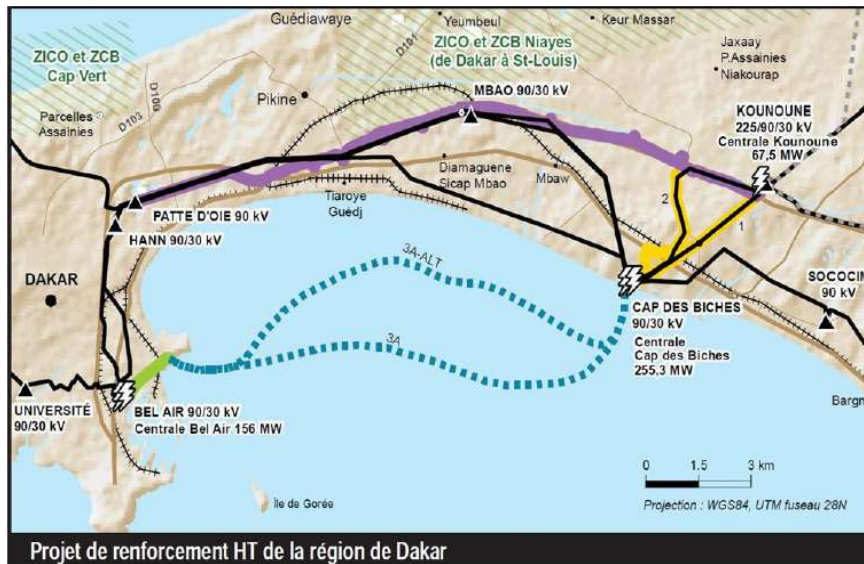 Guédiawaye
Yeumbeul
Keur Massar
ZICO et ZCB
Cap Vert
D101
ZICO et ZCB Niayes
(de Dakar à St-Louis)
Jaxaay
P.Assainies
Niakourap
D100
D103
Parcelles
Assainies
Pikine
MBAO 90/30 kV
KOUNOUNE
225/90/30 kV
Centrale Kounoune
67,5 MW
Diamaguene
Sicap Mbao
Mbaw
Tiaroye
Guédj
PATTE D'OIE 90 kV
HANN 90/30 kV
2
1
3A-ALT
3A
DAKAR
SOCOCIM
90 kV
CAP DES BICHES
90/30 kV
Centrale
Cap des Biches
255,3 MW
UNIVERSITÉ
90/30 kV
BEL AIR 90/30 kV
Centrale Bel Air 156 MW
Bargn
Île de Gorée
0 1.5 3 km
Projection : WGS84, UTM fuseau 28N
Projet de renforcement HT de la région de Dakar